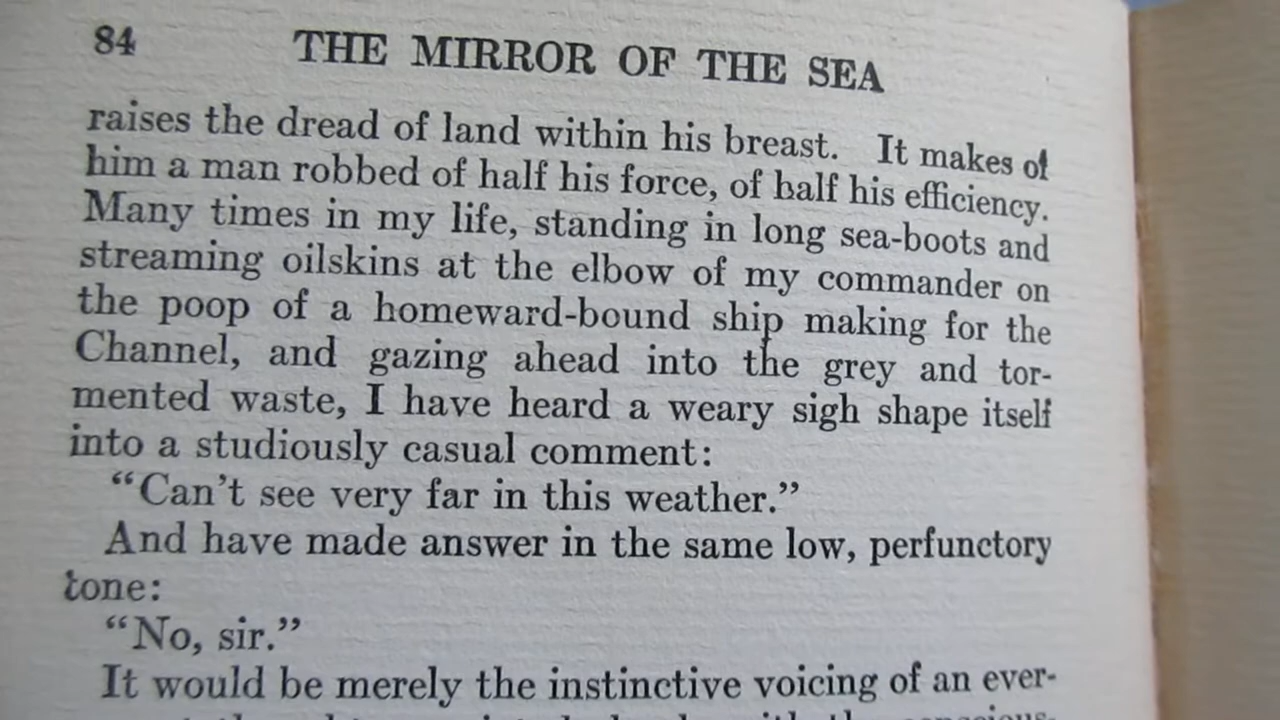 84 THE MIRROR OF THE SEA
raises the dread of land within his breast. It makes of
him a man robbed of half his force, of half his efficiency.
Many times in my life, standing in long sea-boots and
streaming oilskins at the elbow of my commander on
the poop of a homeward-bound ship making for the
Channel, and gazing ahead into the grey and tor-
mented waste, I have heard a weary sigh shape itself
into a studiously casual comment:
“Can't see very far in this weather.”
And have made answer in the same low, perfunctory
tone:
“No, sir.”
It would be merely the instinctive voicing of an ever-